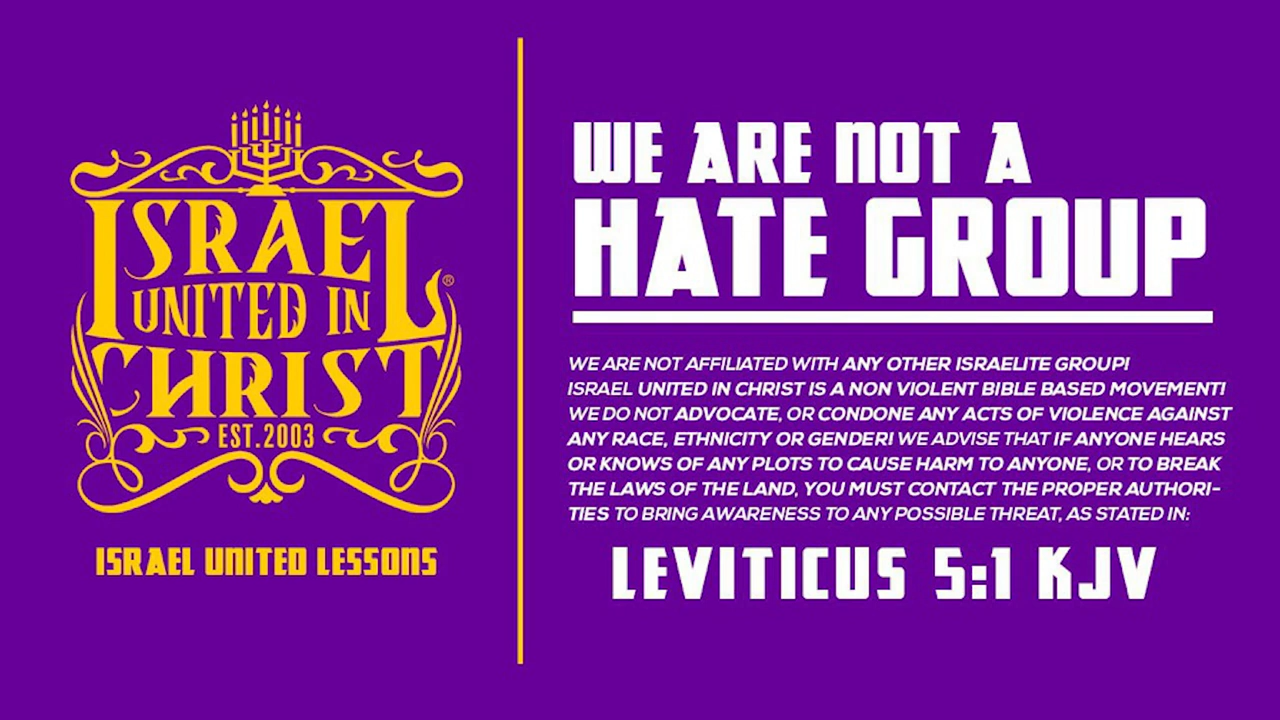 ISRAEL
UNITED IN
CHRIST
®
EST.2003
ISRAEL UNITED LESSONS
WE ARE NOT A
HATE GROUP
WE ARE NOT AFFILIATED WITH ANY OTHER ISRAELITE GROUP!
ISRAEL UNITED IN CHRIST IS A NON VIOLENT BIBLE BASED MOVEMENT!
WE DO NOT ADVOCATE, OR CONDONE ANY ACTS OF VIOLENCE AGAINST
ANY RACE, ETHNICITY OR GENDER! WE ADVISE THAT IF ANYONE HEARS
OR KNOWS OF ANY PLOTS TO CAUSE HARM TO ANYONE, OR TO BREAK
THE LAWS OF THE LAND, YOU MUST CONTACT THE PROPER AUTHORI-
TIES TO BRING AWARENESS TO ANY POSSIBLE THREAT, AS STATED IN:
LEVITICUS 5:1 KJV